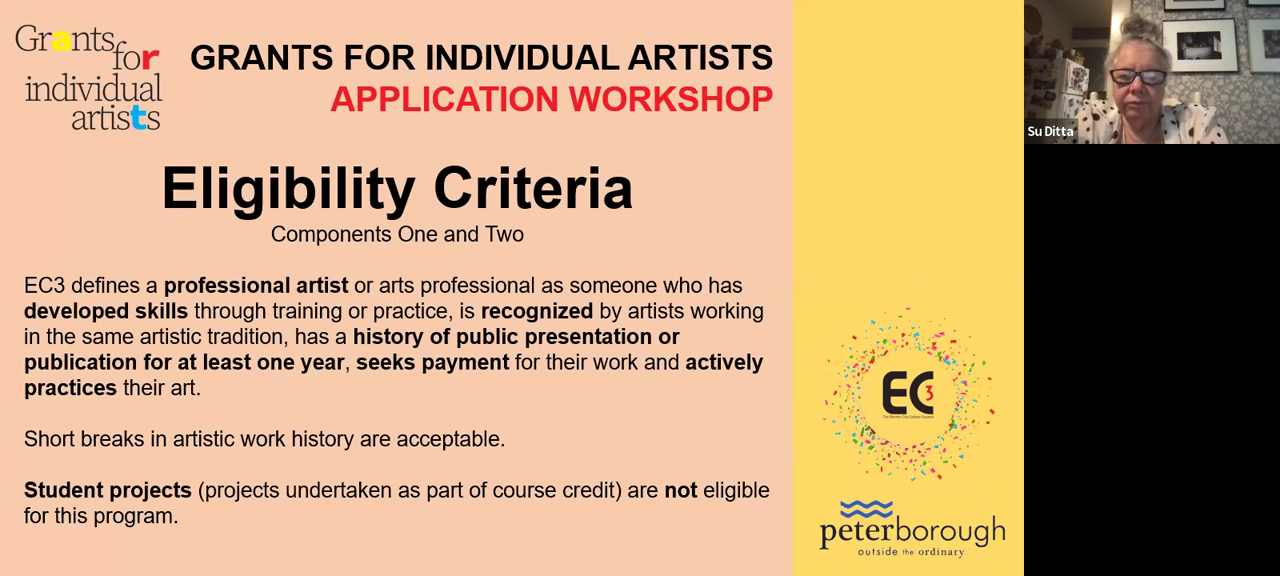 Grants
for
individual
artists
GRANTS FOR INDIVIDUAL ARTISTS
APPLICATION WORKSHOP
Eligibility Criteria
Components One and Two
EC3 defines a professional artist or arts professional as someone who has
developed skills through training or practice, is recognized by artists working
in the same artistic tradition, has a history of public presentation or
publication for at least one year, seeks payment for their work and actively
practices their art.
Short breaks in artistic work history are acceptable.
Student projects (projects undertaken as part of course credit) are not eligible
for this program.
EC3
The Electric City Culture Council
peterborough
outside the ordinary
Su Ditta